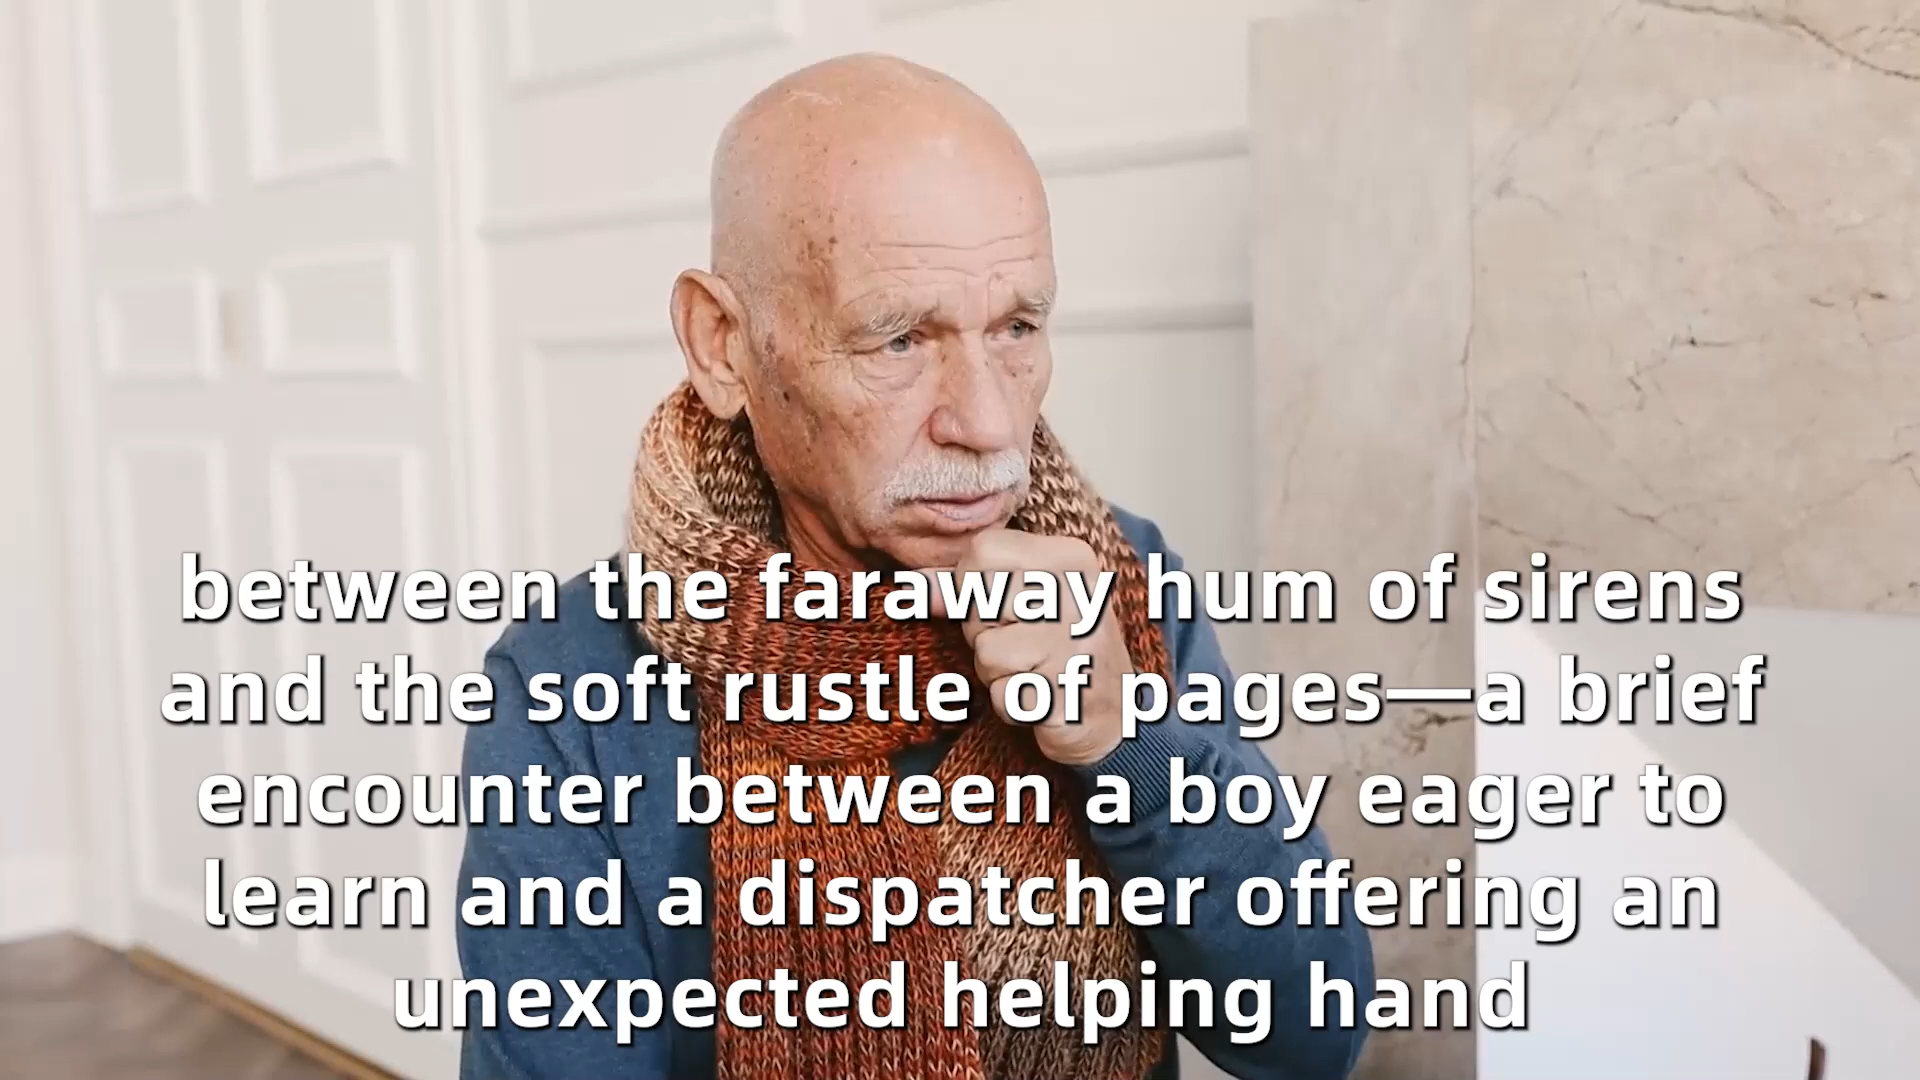 between the faraway hum of sirens
and the soft rustle of pages—a brief
encounter between a boy eager to
learn and a dispatcher offering an
unexpected helping hand